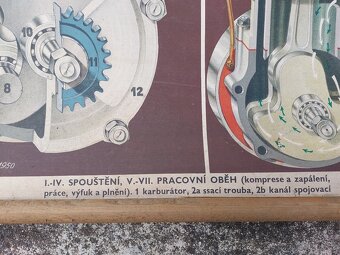 10
11
8
12
1950
I.-IV. SPOUŠTĚNÍ, V.-VII. PRACOVNÍ OBĚH (komprese a zapálení,
práce, výfuk a plnění). 1 karburátor, 2a ssací trouba, 2b kanál spojovací